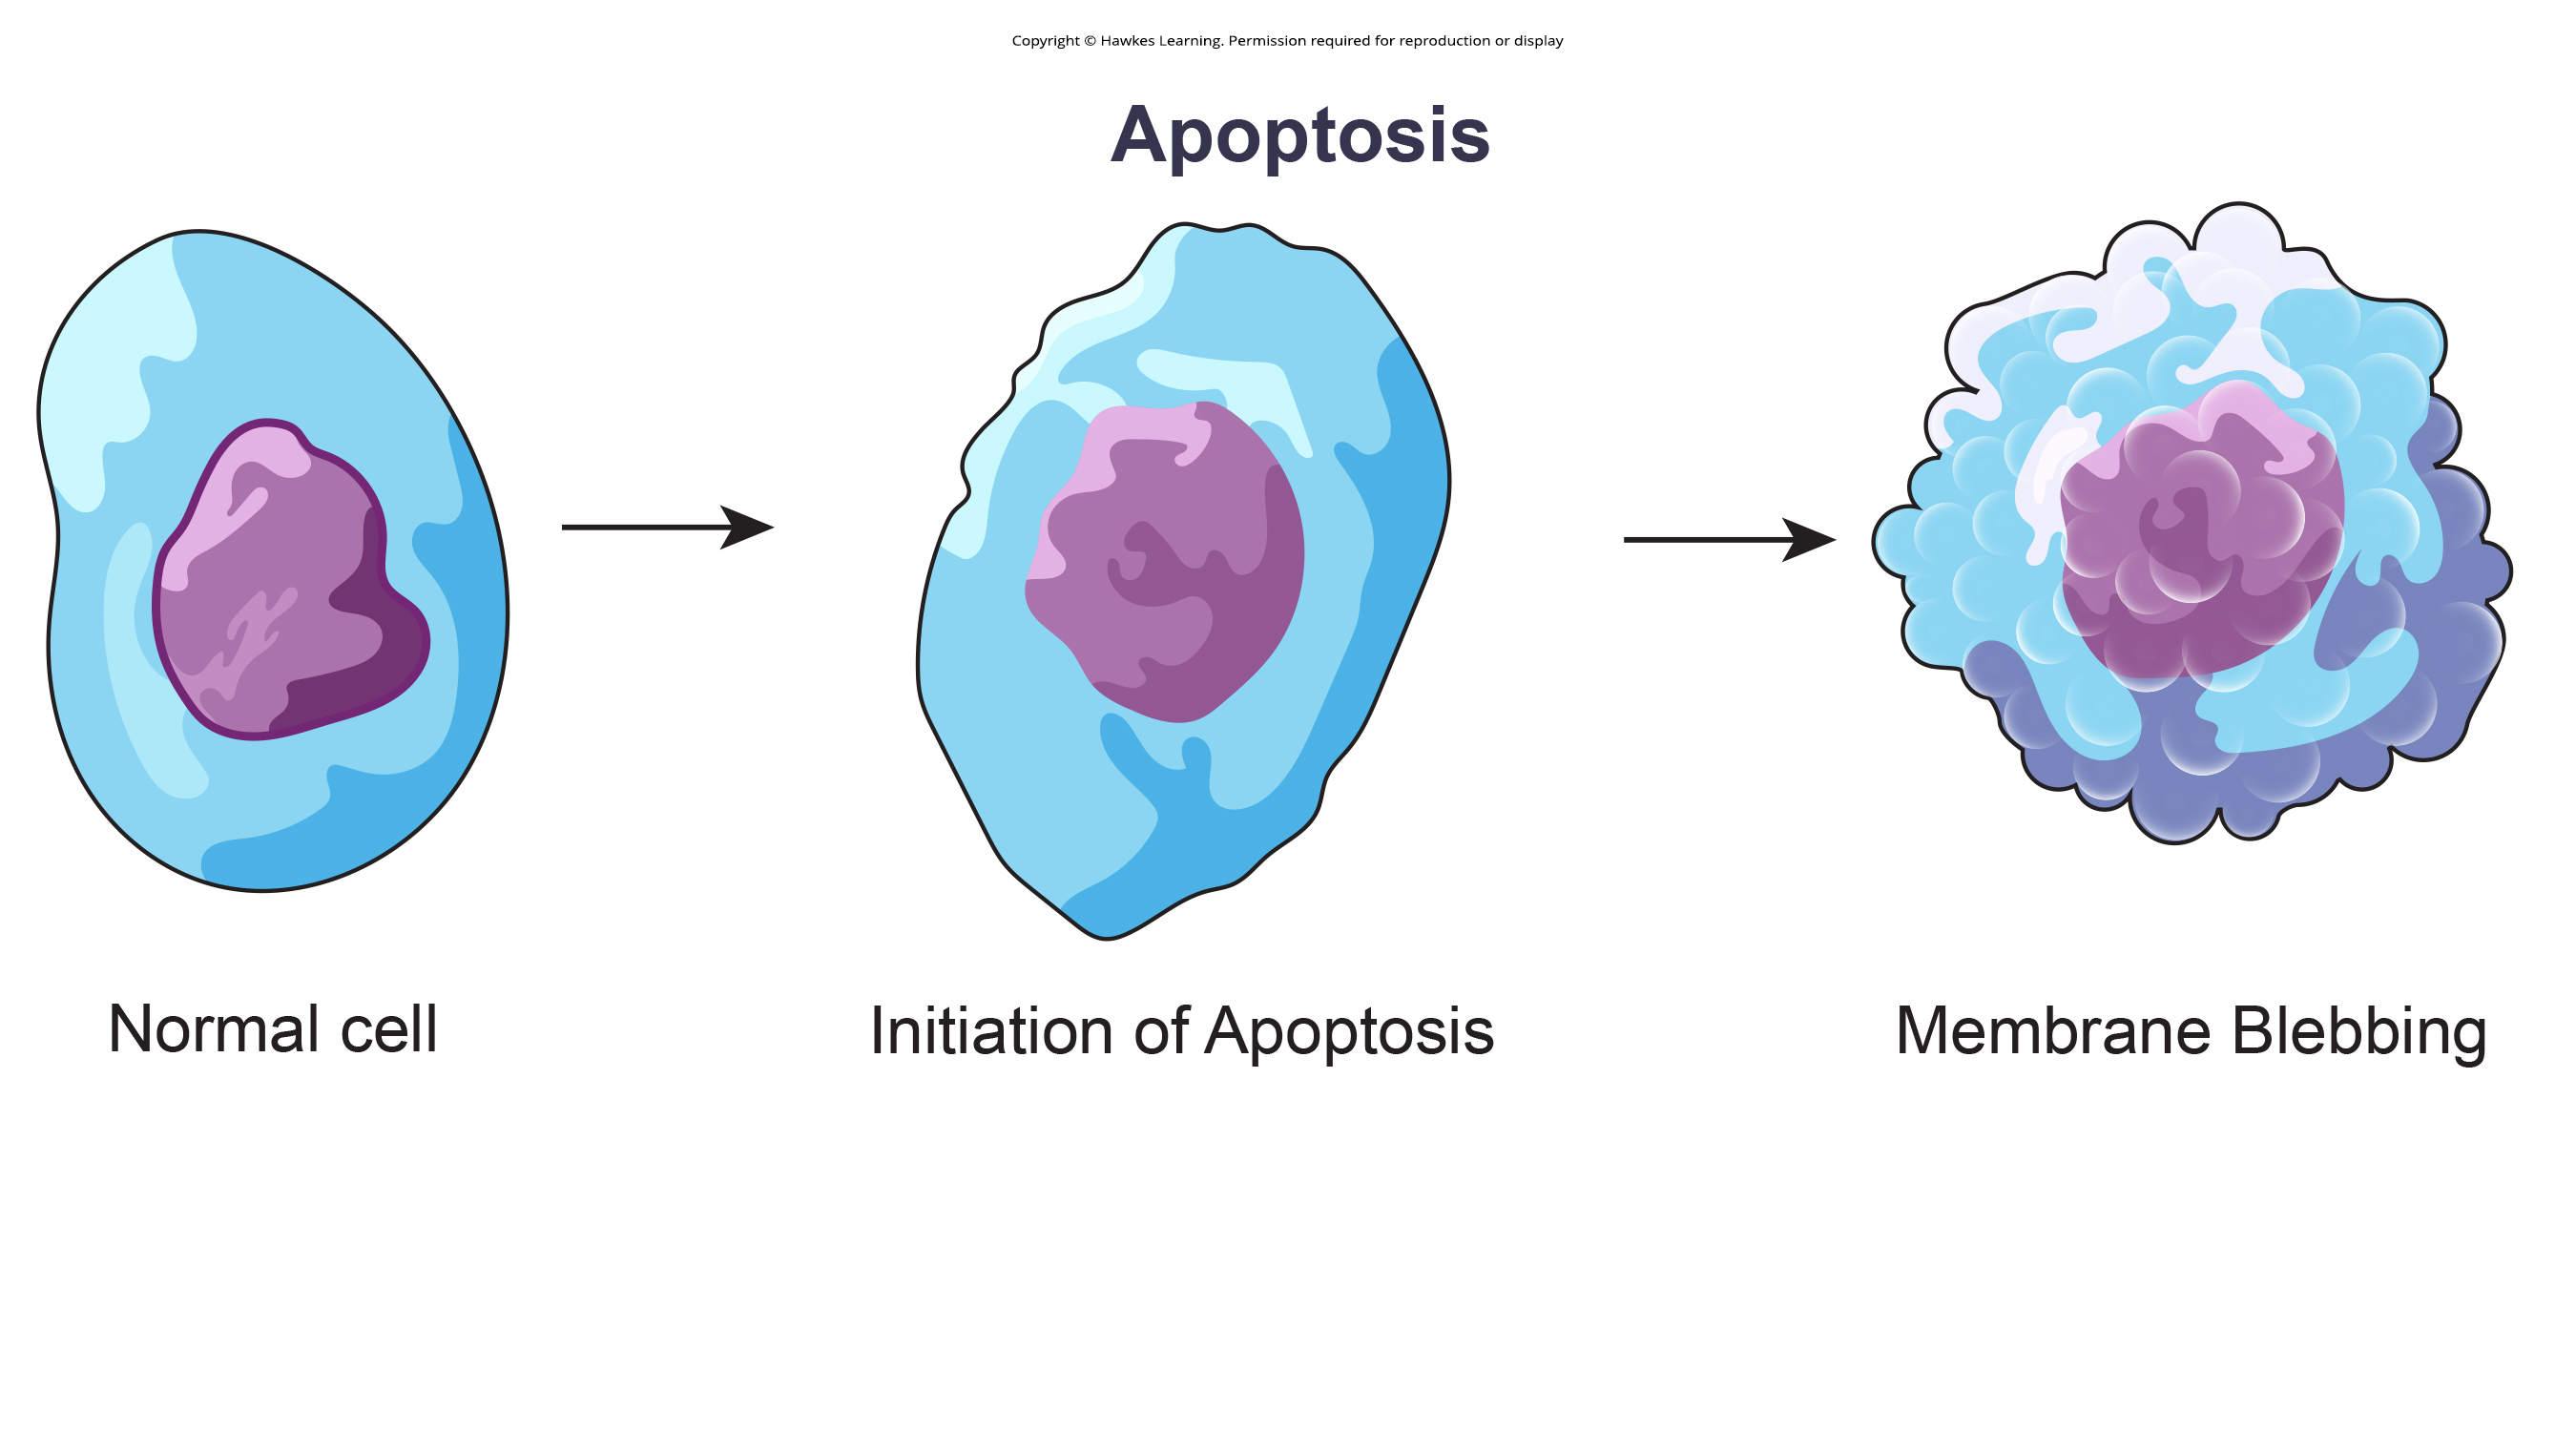 Copyright © Hawkes Learning. Permission required for reproduction or display
Apoptosis
Normal cell
Initiation of Apoptosis
Membrane Blebbing